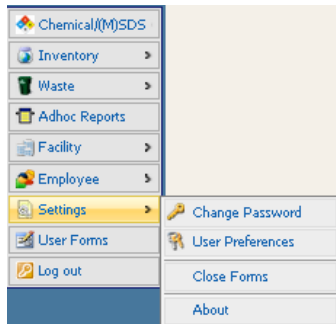 Chemical/(M)SDS
Inventory
Waste
Adhoc Reports
Facility
Employee
Settings
User Forms
Log out
Change Password
User Preferences
Close Forms
About